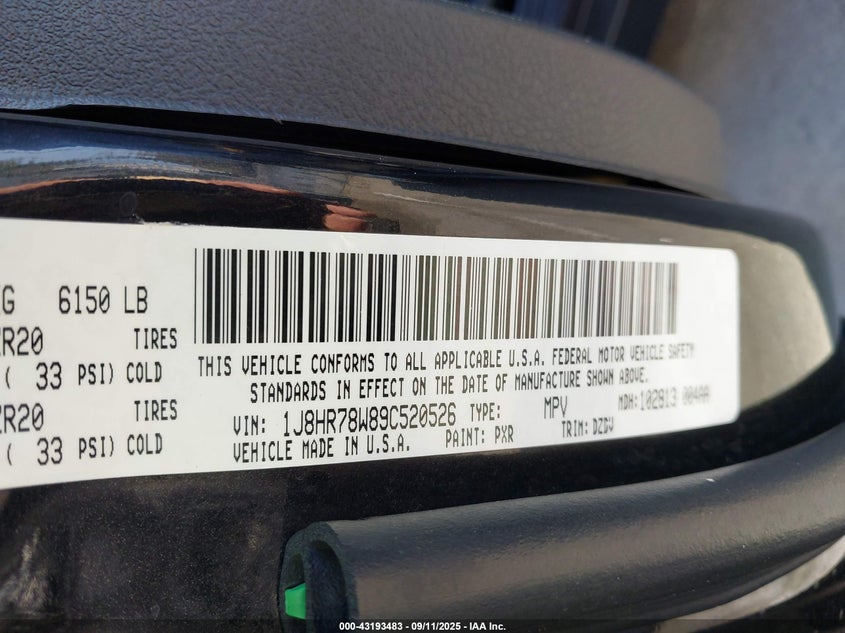 G 6150 LB
R20 TIRES
( 33 PSI) COLD
ZR20 TIRES
( 33 PSI) COLD
THIS VEHICLE CONFORMS TO ALL APPLICABLE U.S.A. FEDERAL MOTOR VEHICLE SAFETY
STANDARDS IN EFFECT ON THE DATE OF MANUFACTURE SHOWN ABOVE.
VIN: 1J8HR78W89C520526 TYPE: MPV MDH: 102813 004AA
VEHICLE MADE IN U.S.A. PAINT: PXR TRIM: DZDV
000-43193483 - 09/11/2025 - IAA Inc.